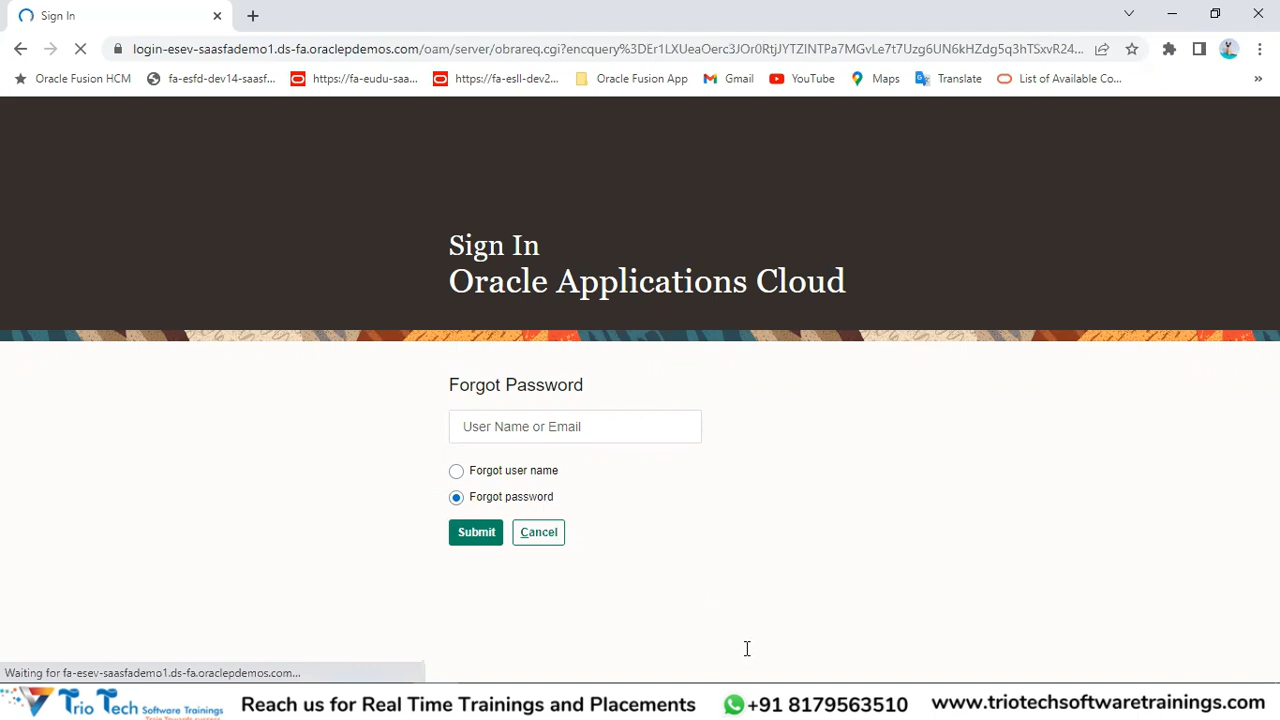 Sign In
login-esev-saasfademo1.ds-fa.oraclepdemos.com/oam/server/obrareq.cgi?encquery%3DEr1LXUeaOerc3JOr0RtjJYTZINTPa7MGvLe7t7Uzg6UN6kHZdg5q3hTSxvR24...
Oracle Fusion HCM
fa-esfd-dev14-saasf...
https://fa-eudu-saa...
https://fa-esll-dev2...
Oracle Fusion App
Gmail
YouTube
Maps
Translate
List of Available Co...
»
Sign In
Oracle Applications Cloud
Forgot Password
User Name or Email
Forgot user name
Forgot password
Submit Cancel
Waiting for fa-esev-saasfademo1.ds-fa.oraclepdemos.com...
Trio Tech Software Trainings
Reach us for Real Time Trainings and Placements
+91 8179563510
www.triotechsoftwaretrainings.com